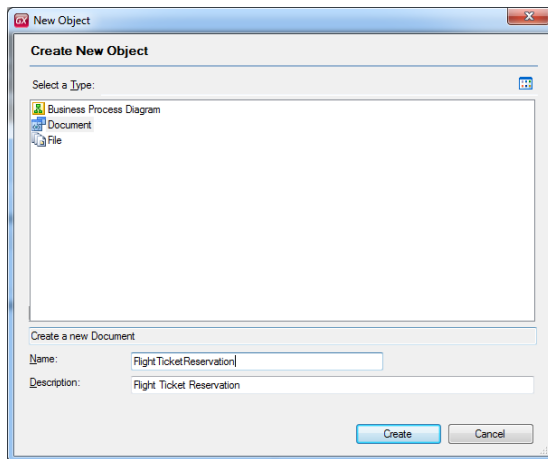 GX New Object
Create New Object
Select a Type:
Business Process Diagram
Document
File
Create a new Document
Name: FlightTicketReservation
Description: Flight Ticket Reservation
Create Cancel